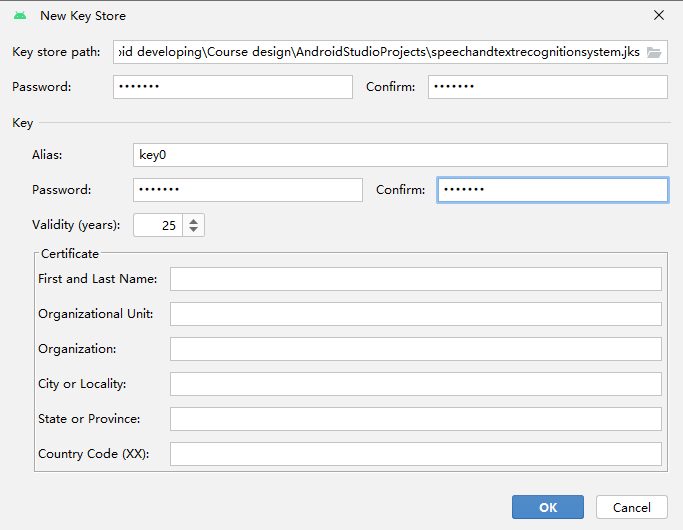 New Key Store
Key store path: id developing\Course design\AndroidStudioProjects\speechandtextrecognitionsystem.jks
Password: ••••••• Confirm: •••••••
Key
Alias: key0
Password: ••••••• Confirm: •••••••
Validity (years): 25
Certificate
First and Last Name:
Organizational Unit:
Organization:
City or Locality:
State or Province:
Country Code (XX):
OK Cancel